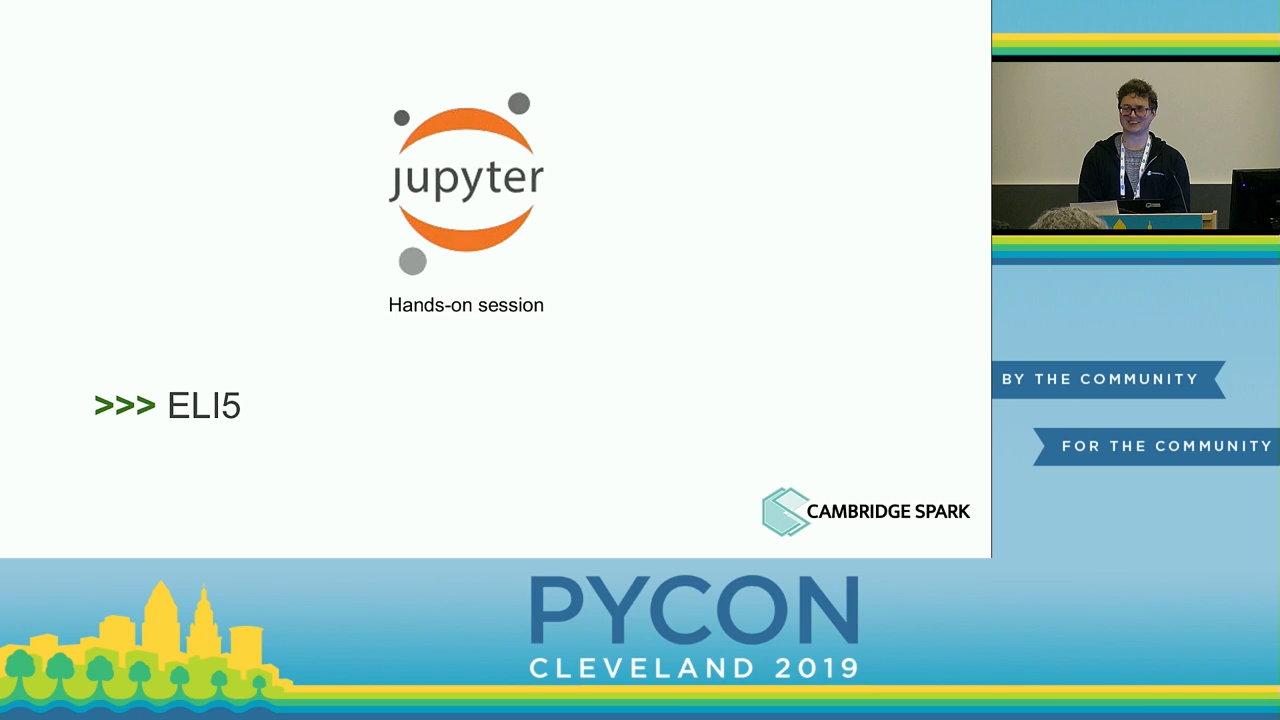 jupyter
Hands-on session
>>> ELI5
CAMBRIDGE SPARK
BY THE COMMUNITY
FOR THE COMMUNITY
PYCON
CLEVELAND 2019